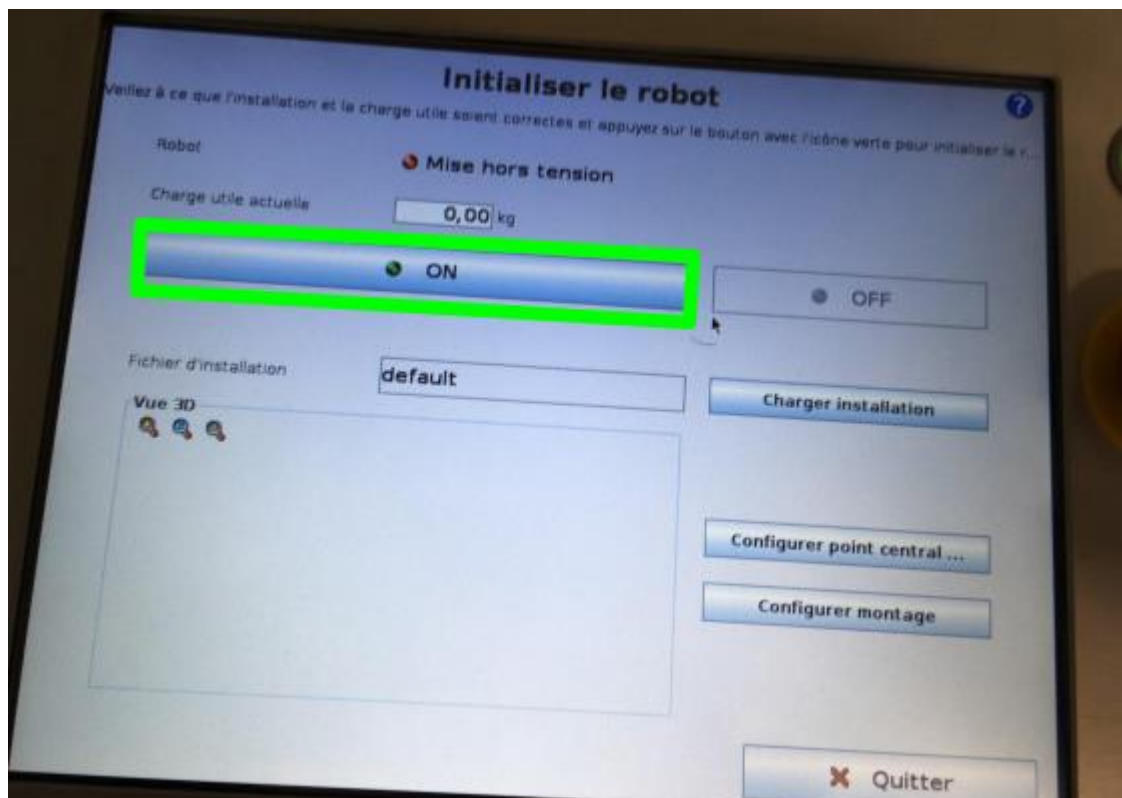 Initialiser le robot
Veillez à ce que l'installation et la charge utile soient correctes et appuyez sur le bouton avec l'icône verte pour initialiser le r...
Robot
Mise hors tension
Charge utile actuelle
0,00 kg
ON
OFF
Fichier d'installation
default
Charger installation
Vue 3D
Configurer point central ...
Configurer montage
Quitter